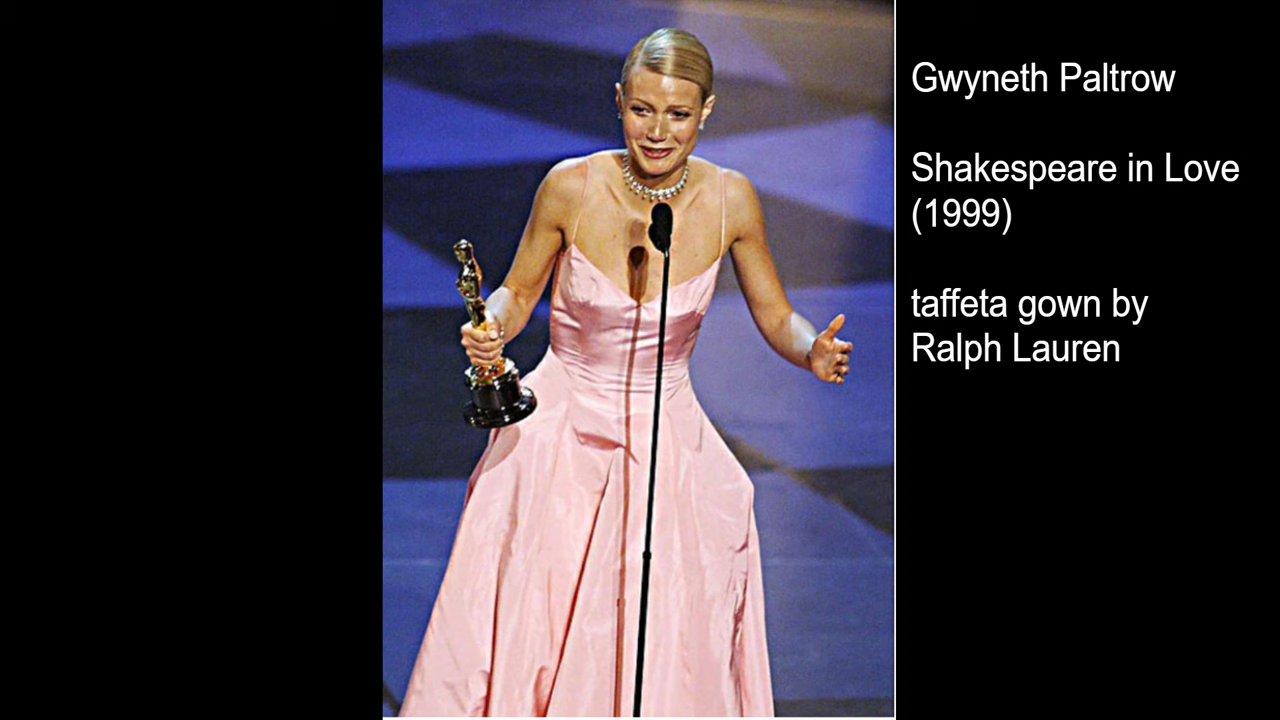 Gwyneth Paltrow
Shakespeare in Love
(1999)
taffeta gown by
Ralph Lauren